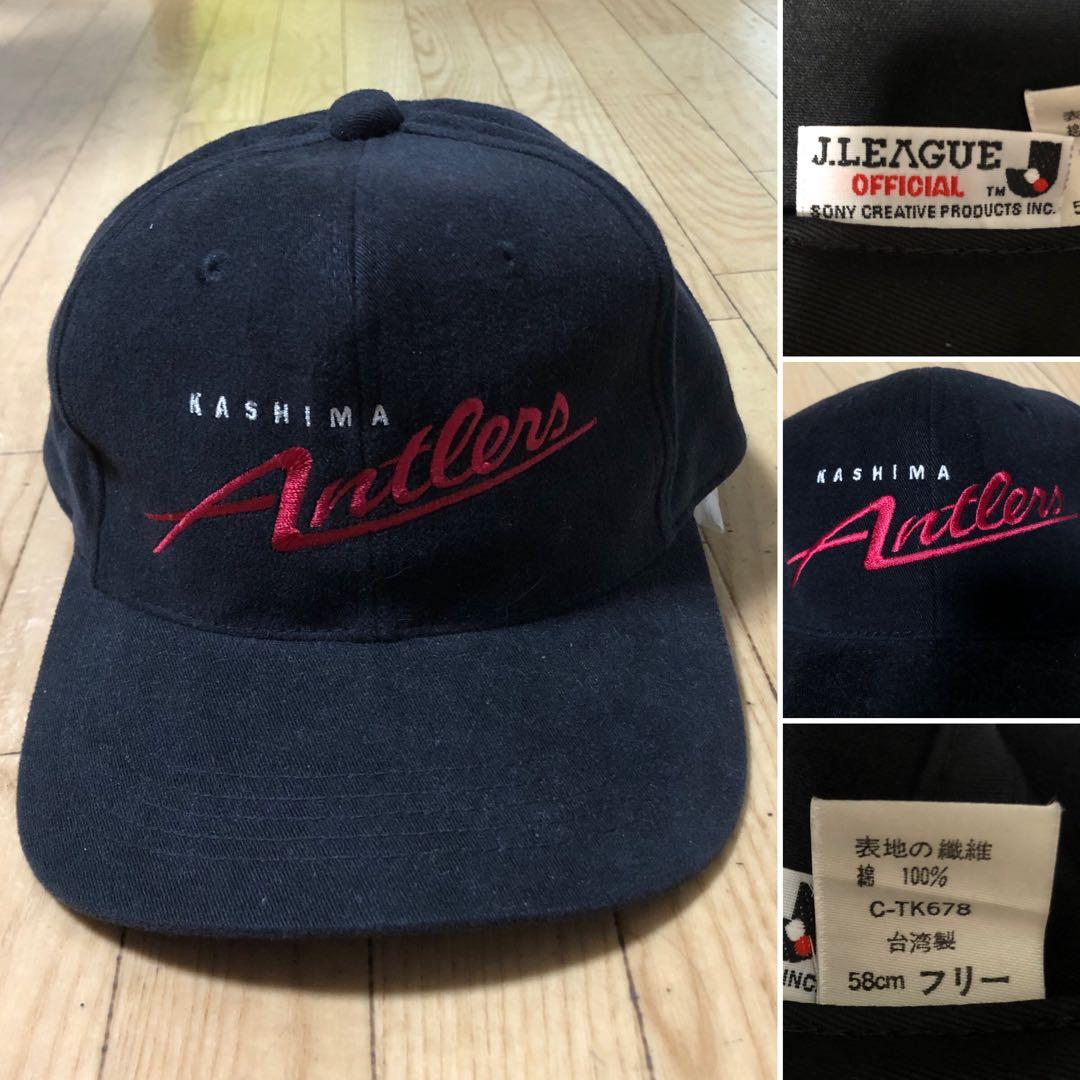 KASHIMA
Antlers
J.LEAGUE
OFFICIAL TM
SONY CREATIVE PRODUCTS INC.
KASHIMA
Antlers
表地の繊維
綿 100%
C-TK678
台湾製
58cm フリー
INC.